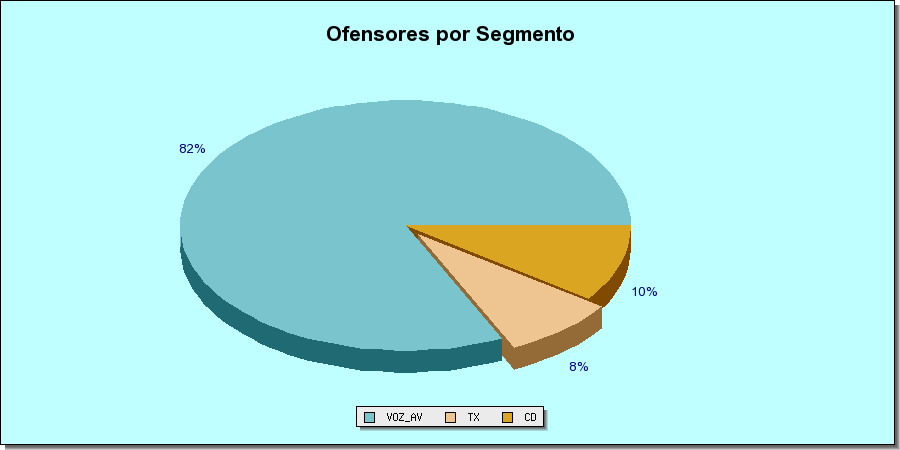 Ofensores por Segmento
82%
10%
8%
VOZ_AV TX CD